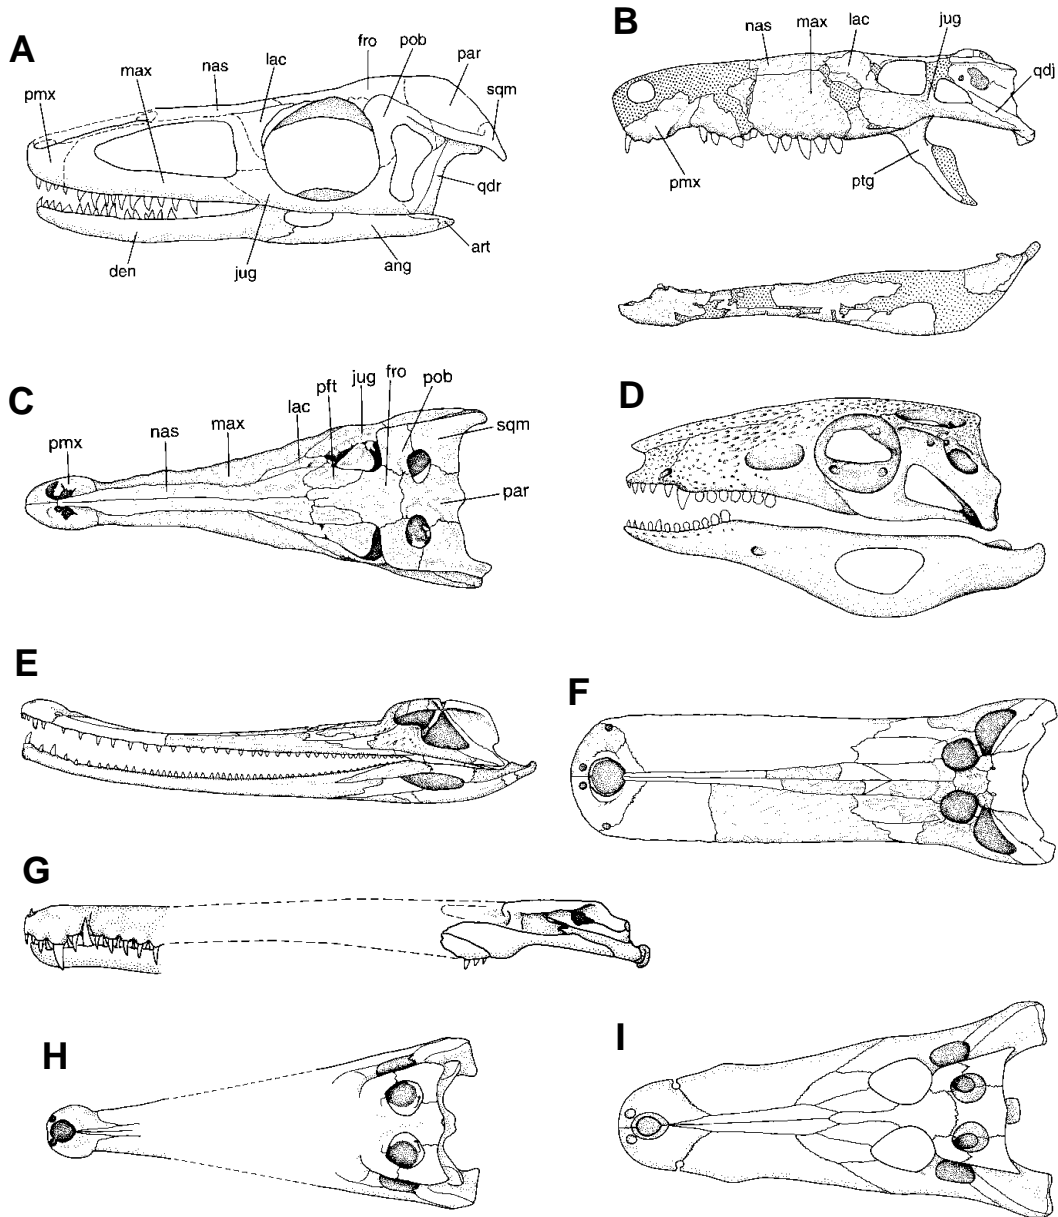 A
pmx
max
nas
lac
fro
pob
par
sqm
qdr
art
ang
jug
den
B
nas
max
lac
jug
qdj
pmx
ptg
C
pmx
nas
max
lac
pft
jug
fro
pob
sqm
par
D
E
F
G
H
I